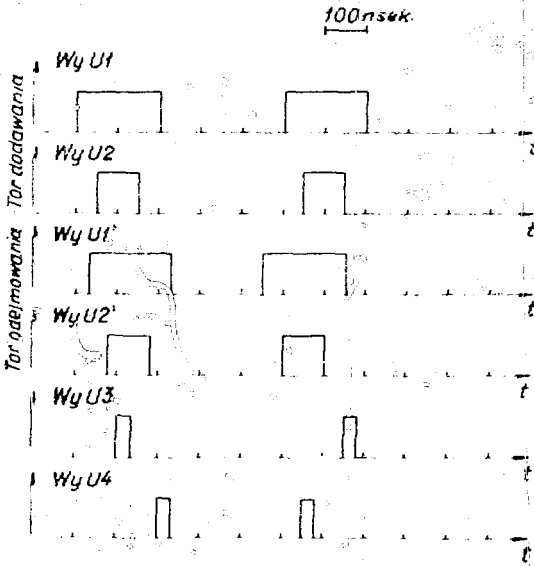 100nsek.
Wy U1
t
Tor dodawania
Wy U2
t
Wy U1'
t
Tor odejmowania
Wy U2'
t
Wy U3
t
Wy U4
t